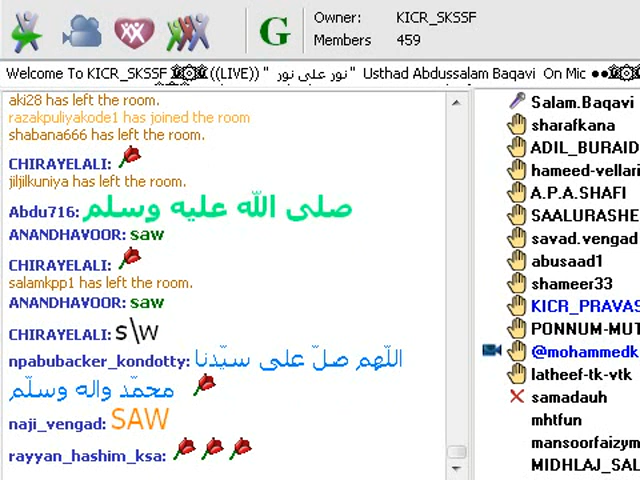 G
Owner: KICR_SKSSF
Members 459
Welcome To KICR_SKSSF ۞۞((LIVE)) " نور على نور " Usthad Abdussalam Baqavi On Mic ●●۞
aki28 has left the room.
razakpuliyakode1 has joined the room
shabana666 has left the room.
CHIRAYELALI:
jiljilkuniya has left the room.
Abdu716: صلى الله عليه وسلم
ANANDHAVOOR: saw
CHIRAYELALI:
salamkpp1 has left the room.
ANANDHAVOOR: saw
CHIRAYELALI: s\w
npabubacker_kondotty: اللّهم صلّ على سيّدنا
محمّد واله وسلّم
naji_vengad: SAW
rayyan_hashim_ksa:
Salam.Baqavi
sharafkana
ADIL_BURAID
hameed-vellari
A.P.A.SHAFI
SAALURASHE
savad.vengad
abusaad1
shameer33
KICR_PRAVAS
PONNUM-MUT
@mohammedk
latheef-tk-vtk
samadauh
mhtfun
mansoorfaizym
MIDHLAJ_SAL